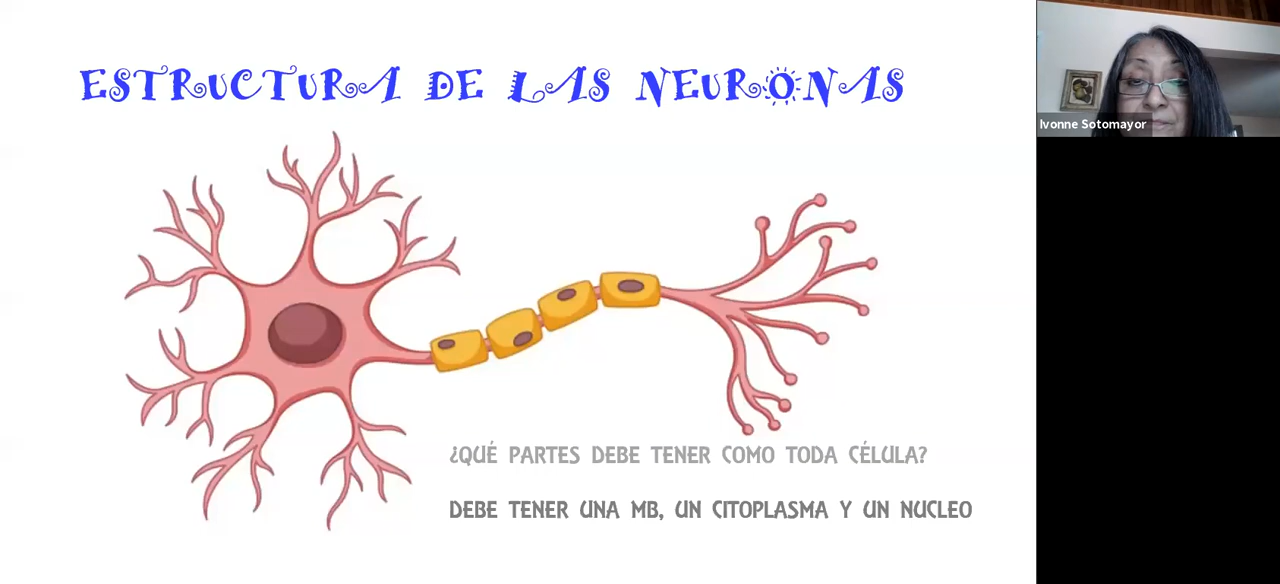 ESTRUCTURA DE LAS NEURONAS
Ivonne Sotomayor
¿QUÉ PARTES DEBE TENER COMO TODA CÉLULA?
DEBE TENER UNA MB, UN CITOPLASMA Y UN NUCLEO